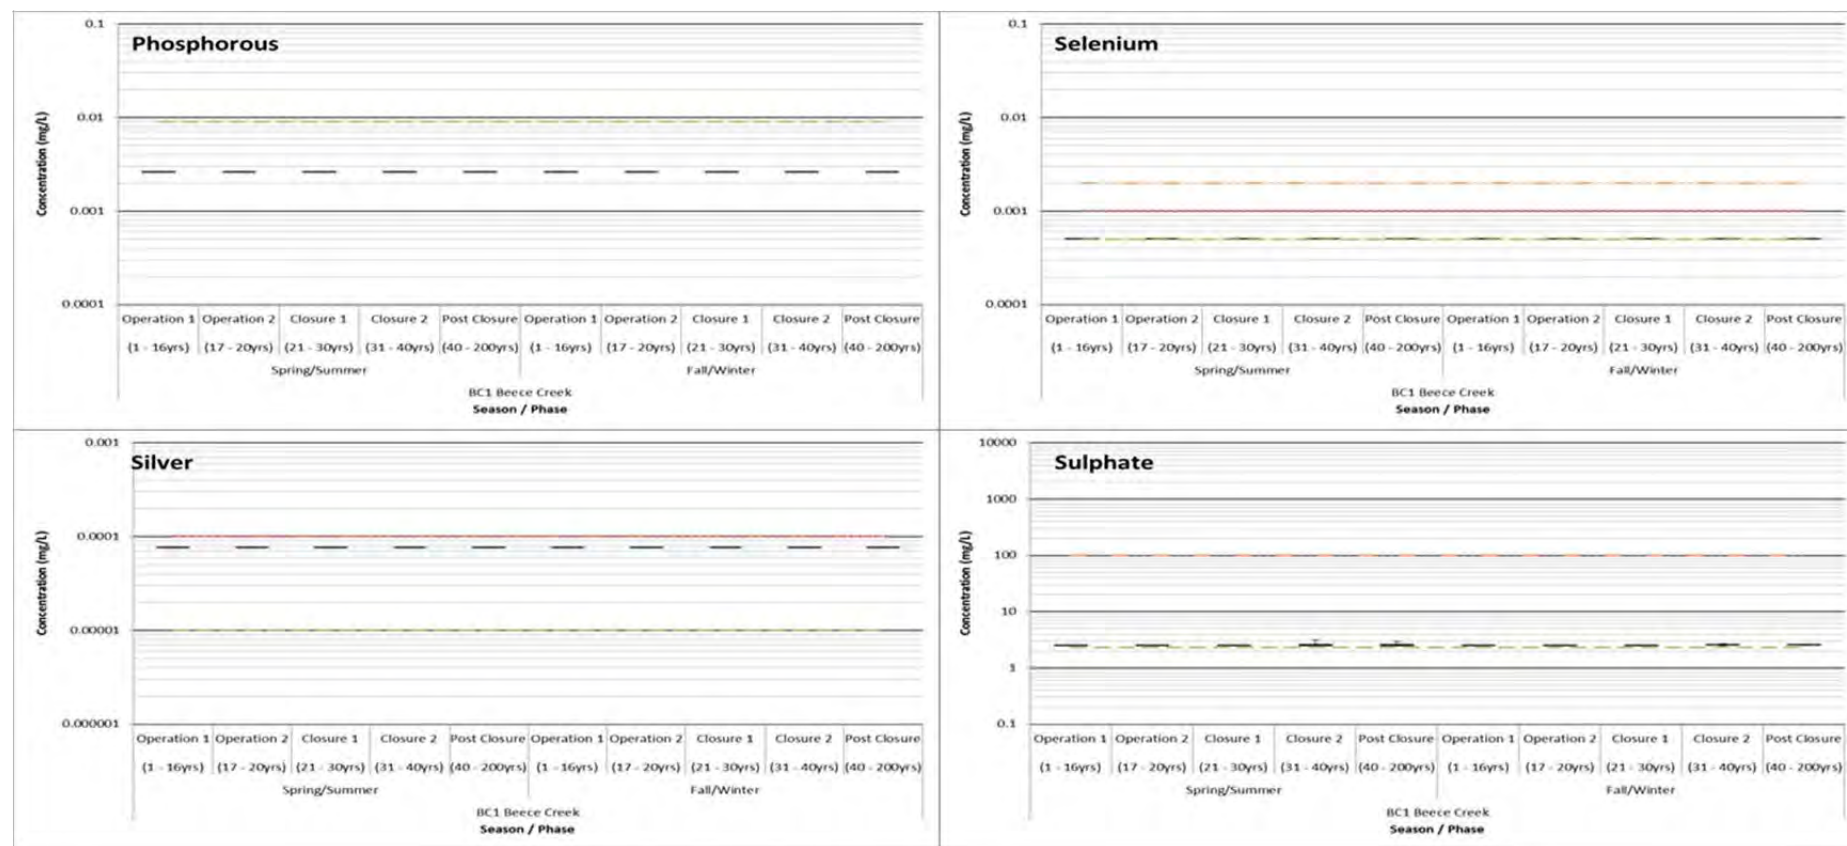 Phosphorous
Concentration (mg/L)
0.1
0.01
0.001
0.0001
Operation 1 Operation 2 Closure 1 Closure 2 Post Closure Operation 1 Operation 2 Closure 1 Closure 2 Post Closure
(1 - 16yrs) (17 - 20yrs) (21 - 30yrs) (31 - 40yrs) (40 - 200yrs) (1 - 16yrs) (17 - 20yrs) (21 - 30yrs) (31 - 40yrs) (40 - 200yrs)
Spring/Summer Fall/Winter
BC1 Beece Creek
Season / Phase
Selenium
Concentration (mg/L)
0.1
0.01
0.001
0.0001
Operation 1 Operation 2 Closure 1 Closure 2 Post Closure Operation 1 Operation 2 Closure 1 Closure 2 Post Closure
(1 - 16yrs) (17 - 20yrs) (21 - 30yrs) (31 - 40yrs) (40 - 200yrs) (1 - 16yrs) (17 - 20yrs) (21 - 30yrs) (31 - 40yrs) (40 - 200yrs)
Spring/Summer Fall/Winter
BC1 Beece Creek
Season / Phase
Silver
Concentration (mg/L)
0.001
0.0001
0.00001
0.000001
Operation 1 Operation 2 Closure 1 Closure 2 Post Closure Operation 1 Operation 2 Closure 1 Closure 2 Post Closure
(1 - 16yrs) (17 - 20yrs) (21 - 30yrs) (31 - 40yrs) (40 - 200yrs) (1 - 16yrs) (17 - 20yrs) (21 - 30yrs) (31 - 40yrs) (40 - 200yrs)
Spring/Summer Fall/Winter
BC1 Beece Creek
Season / Phase
Sulphate
Concentration (mg/L)
10000
1000
100
10
1
0.1
Operation 1 Operation 2 Closure 1 Closure 2 Post Closure Operation 1 Operation 2 Closure 1 Closure 2 Post Closure
(1 - 16yrs) (17 - 20yrs) (21 - 30yrs) (31 - 40yrs) (40 - 200yrs) (1 - 16yrs) (17 - 20yrs) (21 - 30yrs) (31 - 40yrs) (40 - 200yrs)
Spring/Summer Fall/Winter
BC1 Beece Creek
Season / Phase